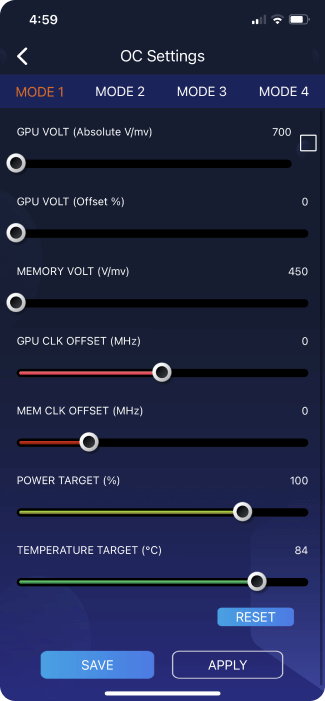 4:59
OC Settings
MODE 1 MODE 2 MODE 3 MODE 4
GPU VOLT (Absolute V/mv) 700
GPU VOLT (Offset %) 0
MEMORY VOLT (V/mv) 450
GPU CLK OFFSET (MHz) 0
MEM CLK OFFSET (MHz) 0
POWER TARGET (%) 100
TEMPERATURE TARGET (°C) 84
RESET
SAVE APPLY